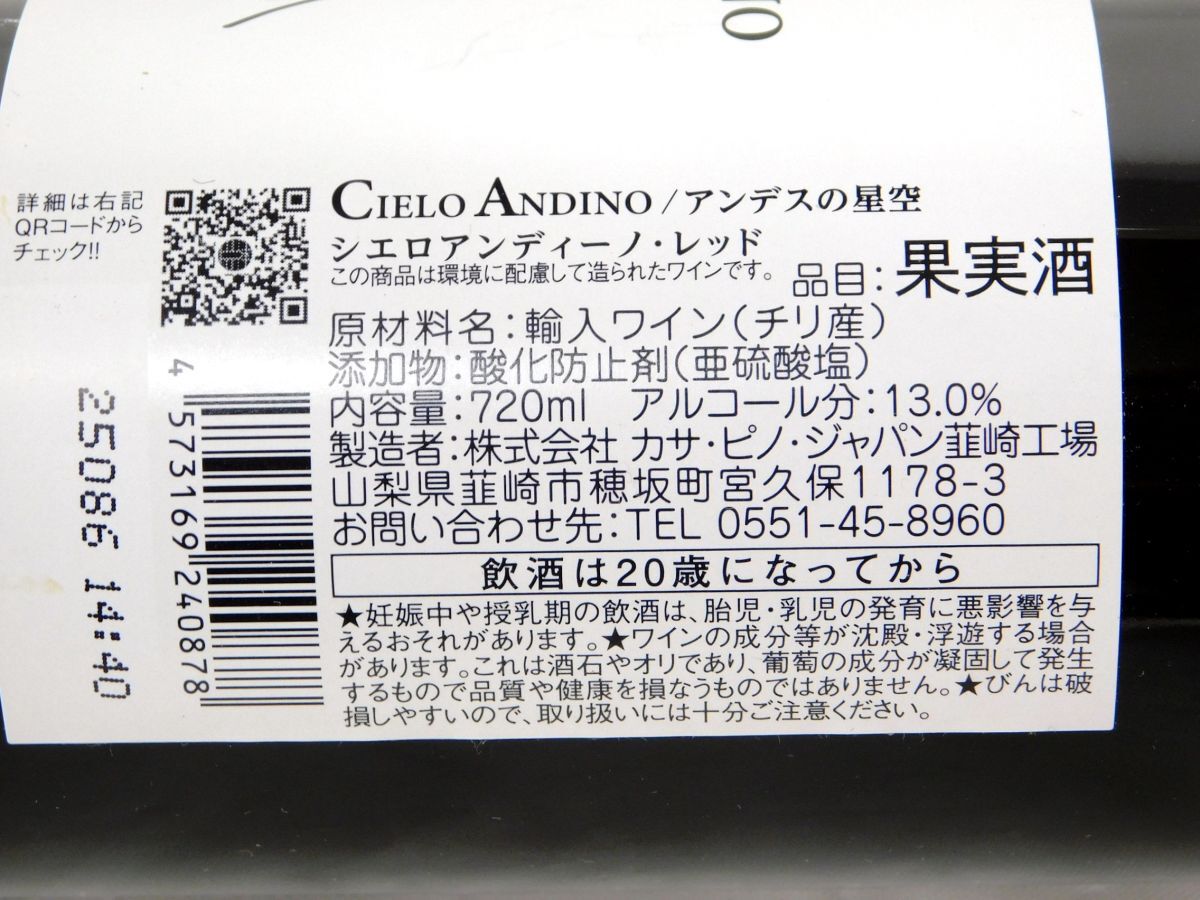 NO
詳細は右記
QRコードから
チェック!!
CIELO ANDINO/アンデスの星空
シエロアンディーノ・レッド
この商品は環境に配慮して造られたワインです。
品目:果実酒
原材料名:輸入ワイン(チリ産)
添加物:酸化防止剤(亜硫酸塩)
内容量:720ml アルコール分:13.0%
製造者:株式会社 カサ・ピノ・ジャパン韮崎工場
山梨県韮崎市穂坂町宮久保1178-3
お問い合わせ先:TEL 0551-45-8960
飲酒は20歳になってから
★妊娠中や授乳期の飲酒は、胎児・乳児の発育に悪影響を与
えるおそれがあります。★ワインの成分等が沈殿・浮遊する場合
があります。これは酒石やオリであり、葡萄の成分が凝固して発生
するもので品質や健康を損なうものではありません。★びんは破
損しやすいので、取り扱いには十分ご注意ください。
4 573169 240878
25086 14:40